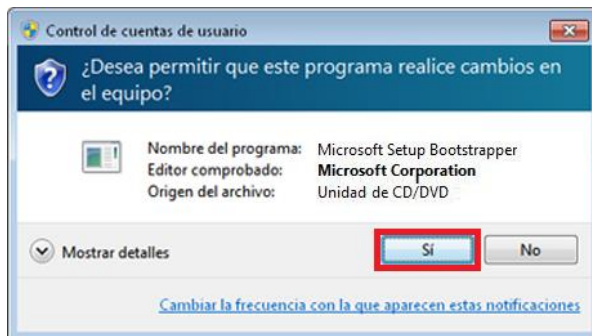 Control de cuentas de usuario
¿Desea permitir que este programa realice cambios en
el equipo?
Nombre del programa: Microsoft Setup Bootstrapper
Editor comprobado: Microsoft Corporation
Origen del archivo: Unidad de CD/DVD
Mostrar detalles
Sí
No
Cambiar la frecuencia con la que aparecen estas notificaciones